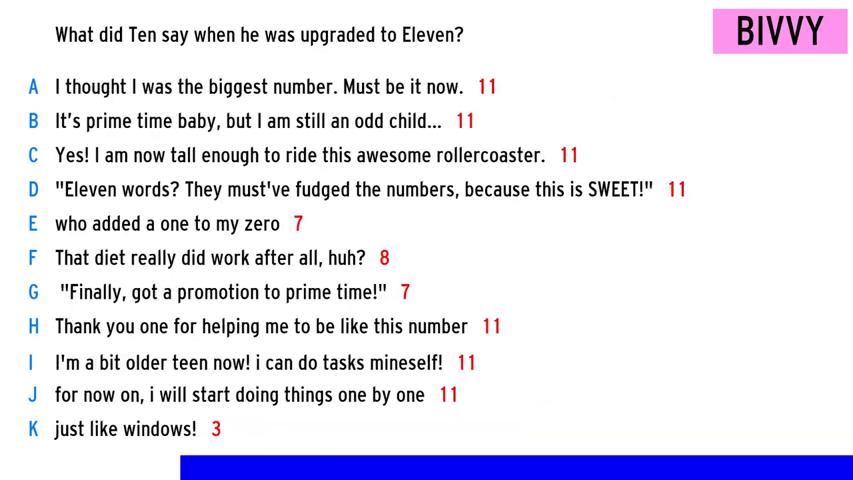 What did Ten say when he was upgraded to Eleven?
BIVVY
A I thought I was the biggest number. Must be it now. 11
B It's prime time baby, but I am still an odd child... 11
C Yes! I am now tall enough to ride this awesome rollercoaster. 11
D "Eleven words? They must've fudged the numbers, because this is SWEET!" 11
E who added a one to my zero 7
F That diet really did work after all, huh? 8
G "Finally, got a promotion to prime time!" 7
H Thank you one for helping me to be like this number 11
I I'm a bit older teen now! i can do tasks mineself! 11
J for now on, i will start doing things one by one 11
K just like windows! 3